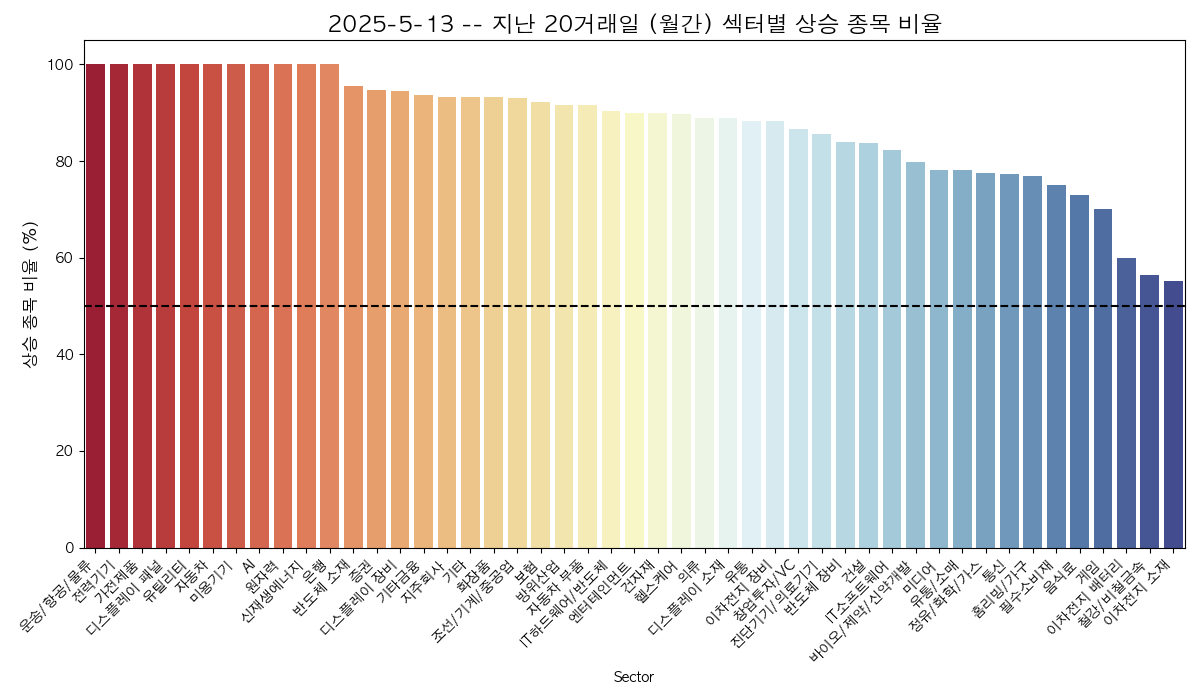 2025-5-13 -- 지난 20거래일 (월간) 섹터별 상승 종목 비율
상승 종목 비율 (%)
100
80
60
40
20
0
운송/항공/물류
전력기기
가전제품
디스플레이 패널
유틸리티
자동차
미용기기
AI
원자력
신재생에너지
은행
반도체 소재
증권
디스플레이 장비
기타금융
지주회사
기타
화장품
조선/기계/중공업
보험
방위산업
자동차 부품
IT하드웨어/반도체
엔터테인먼트
건자재
헬스케어
의류
디스플레이 소재
유통
이차전지 장비
창업투자/VC
진단기기/의료기기
반도체 장비
건설
IT소프트웨어
바이오/제약/신약개발
미디어
유통/소매
정유/화학/가스
통신
홈리빙/가구
필수소비재
음식료
게임
이차전지 배터리
철강/비철금속
이차전지 소재
Sector